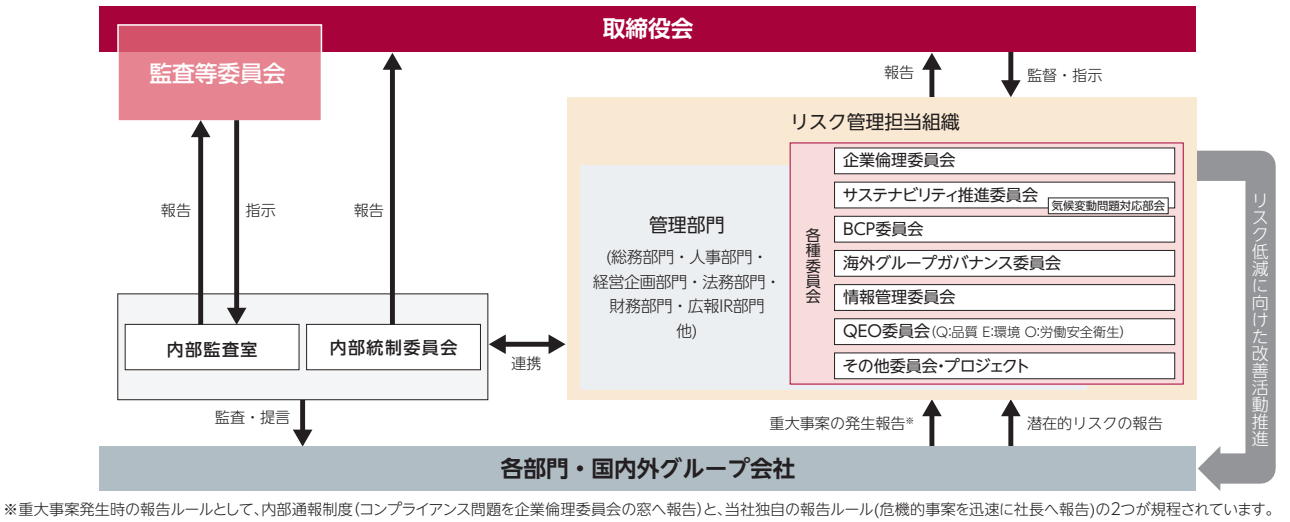 取締役会
監査等委員会
報告
監督・指示
リスク管理担当組織
企業倫理委員会
サステナビリティ推進委員会
気候変動問題対応部会
BCP委員会
海外グループガバナンス委員会
情報管理委員会
QEO委員会(Q:品質 E:環境 O:労働安全衛生)
その他委員会・プロジェクト
各種委員会
管理部門
(総務部門・人事部門・
経営企画部門・法務部門・
財務部門・広報IR部門
他)
報告
指示
報告
内部監査室
内部統制委員会
連携
監査・提言
重大事案の発生報告※
潜在的リスクの報告
リスク低減に向けた改善活動推進
各部門・国内外グループ会社
※重大事案発生時の報告ルールとして、内部通報制度(コンプライアンス問題を企業倫理委員会の窓へ報告)と、当社独自の報告ルール(危機的事案を迅速に社長へ報告)の2つが規程されています。